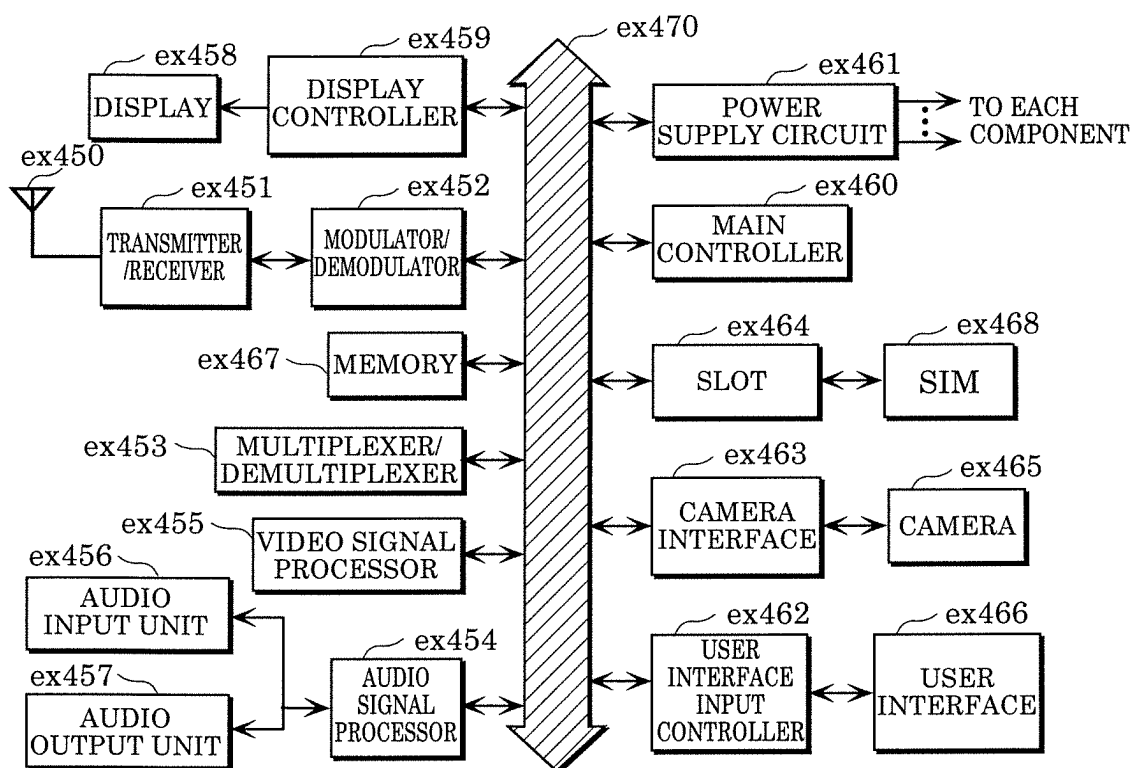 ex470
ex459
ex458
DISPLAY
DISPLAY
CONTROLLER
ex461
POWER
SUPPLY CIRCUIT
TO EACH
COMPONENT
ex450
ex451
TRANSMITTER
/RECEIVER
ex452
MODULATOR/
DEMODULATOR
ex460
MAIN
CONTROLLER
ex467
MEMORY
ex464
SLOT
ex468
SIM
ex453
MULTIPLEXER/
DEMULTIPLEXER
ex463
CAMERA
INTERFACE
ex465
CAMERA
ex455
VIDEO SIGNAL
PROCESSOR
ex456
AUDIO
INPUT UNIT
ex457
AUDIO
OUTPUT UNIT
ex454
AUDIO
SIGNAL
PROCESSOR
ex462
USER
INTERFACE
INPUT
CONTROLLER
ex466
USER
INTERFACE